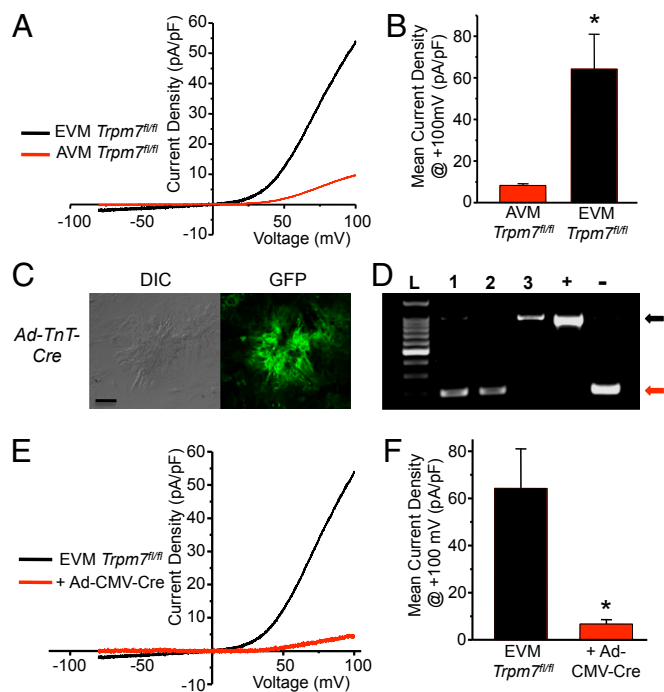 A
Current Density (pA/pF)
60
50
40
30
20
10
-10
-100
-50
50
100
Voltage (mV)
EVM Trpm7fl/fl
AVM Trpm7fl/fl
B
Mean Current Density
@ +100mV (pA/pF)
80
60
40
20
0
*
AVM
Trpm7fl/fl
EVM
Trpm7fl/fl
C
DIC
GFP
Ad-TnT-
Cre
D
L
1
2
3
+
-
E
Current Density (pA/pF)
60
50
40
30
20
10
-10
-100
-50
50
100
Voltage (mV)
EVM Trpm7fl/fl
+ Ad-CMV-Cre
F
Mean Current Density
@ +100 mV (pA/pF)
80
60
40
20
0
*
EVM
Trpm7fl/fl
+ Ad-
CMV-Cre